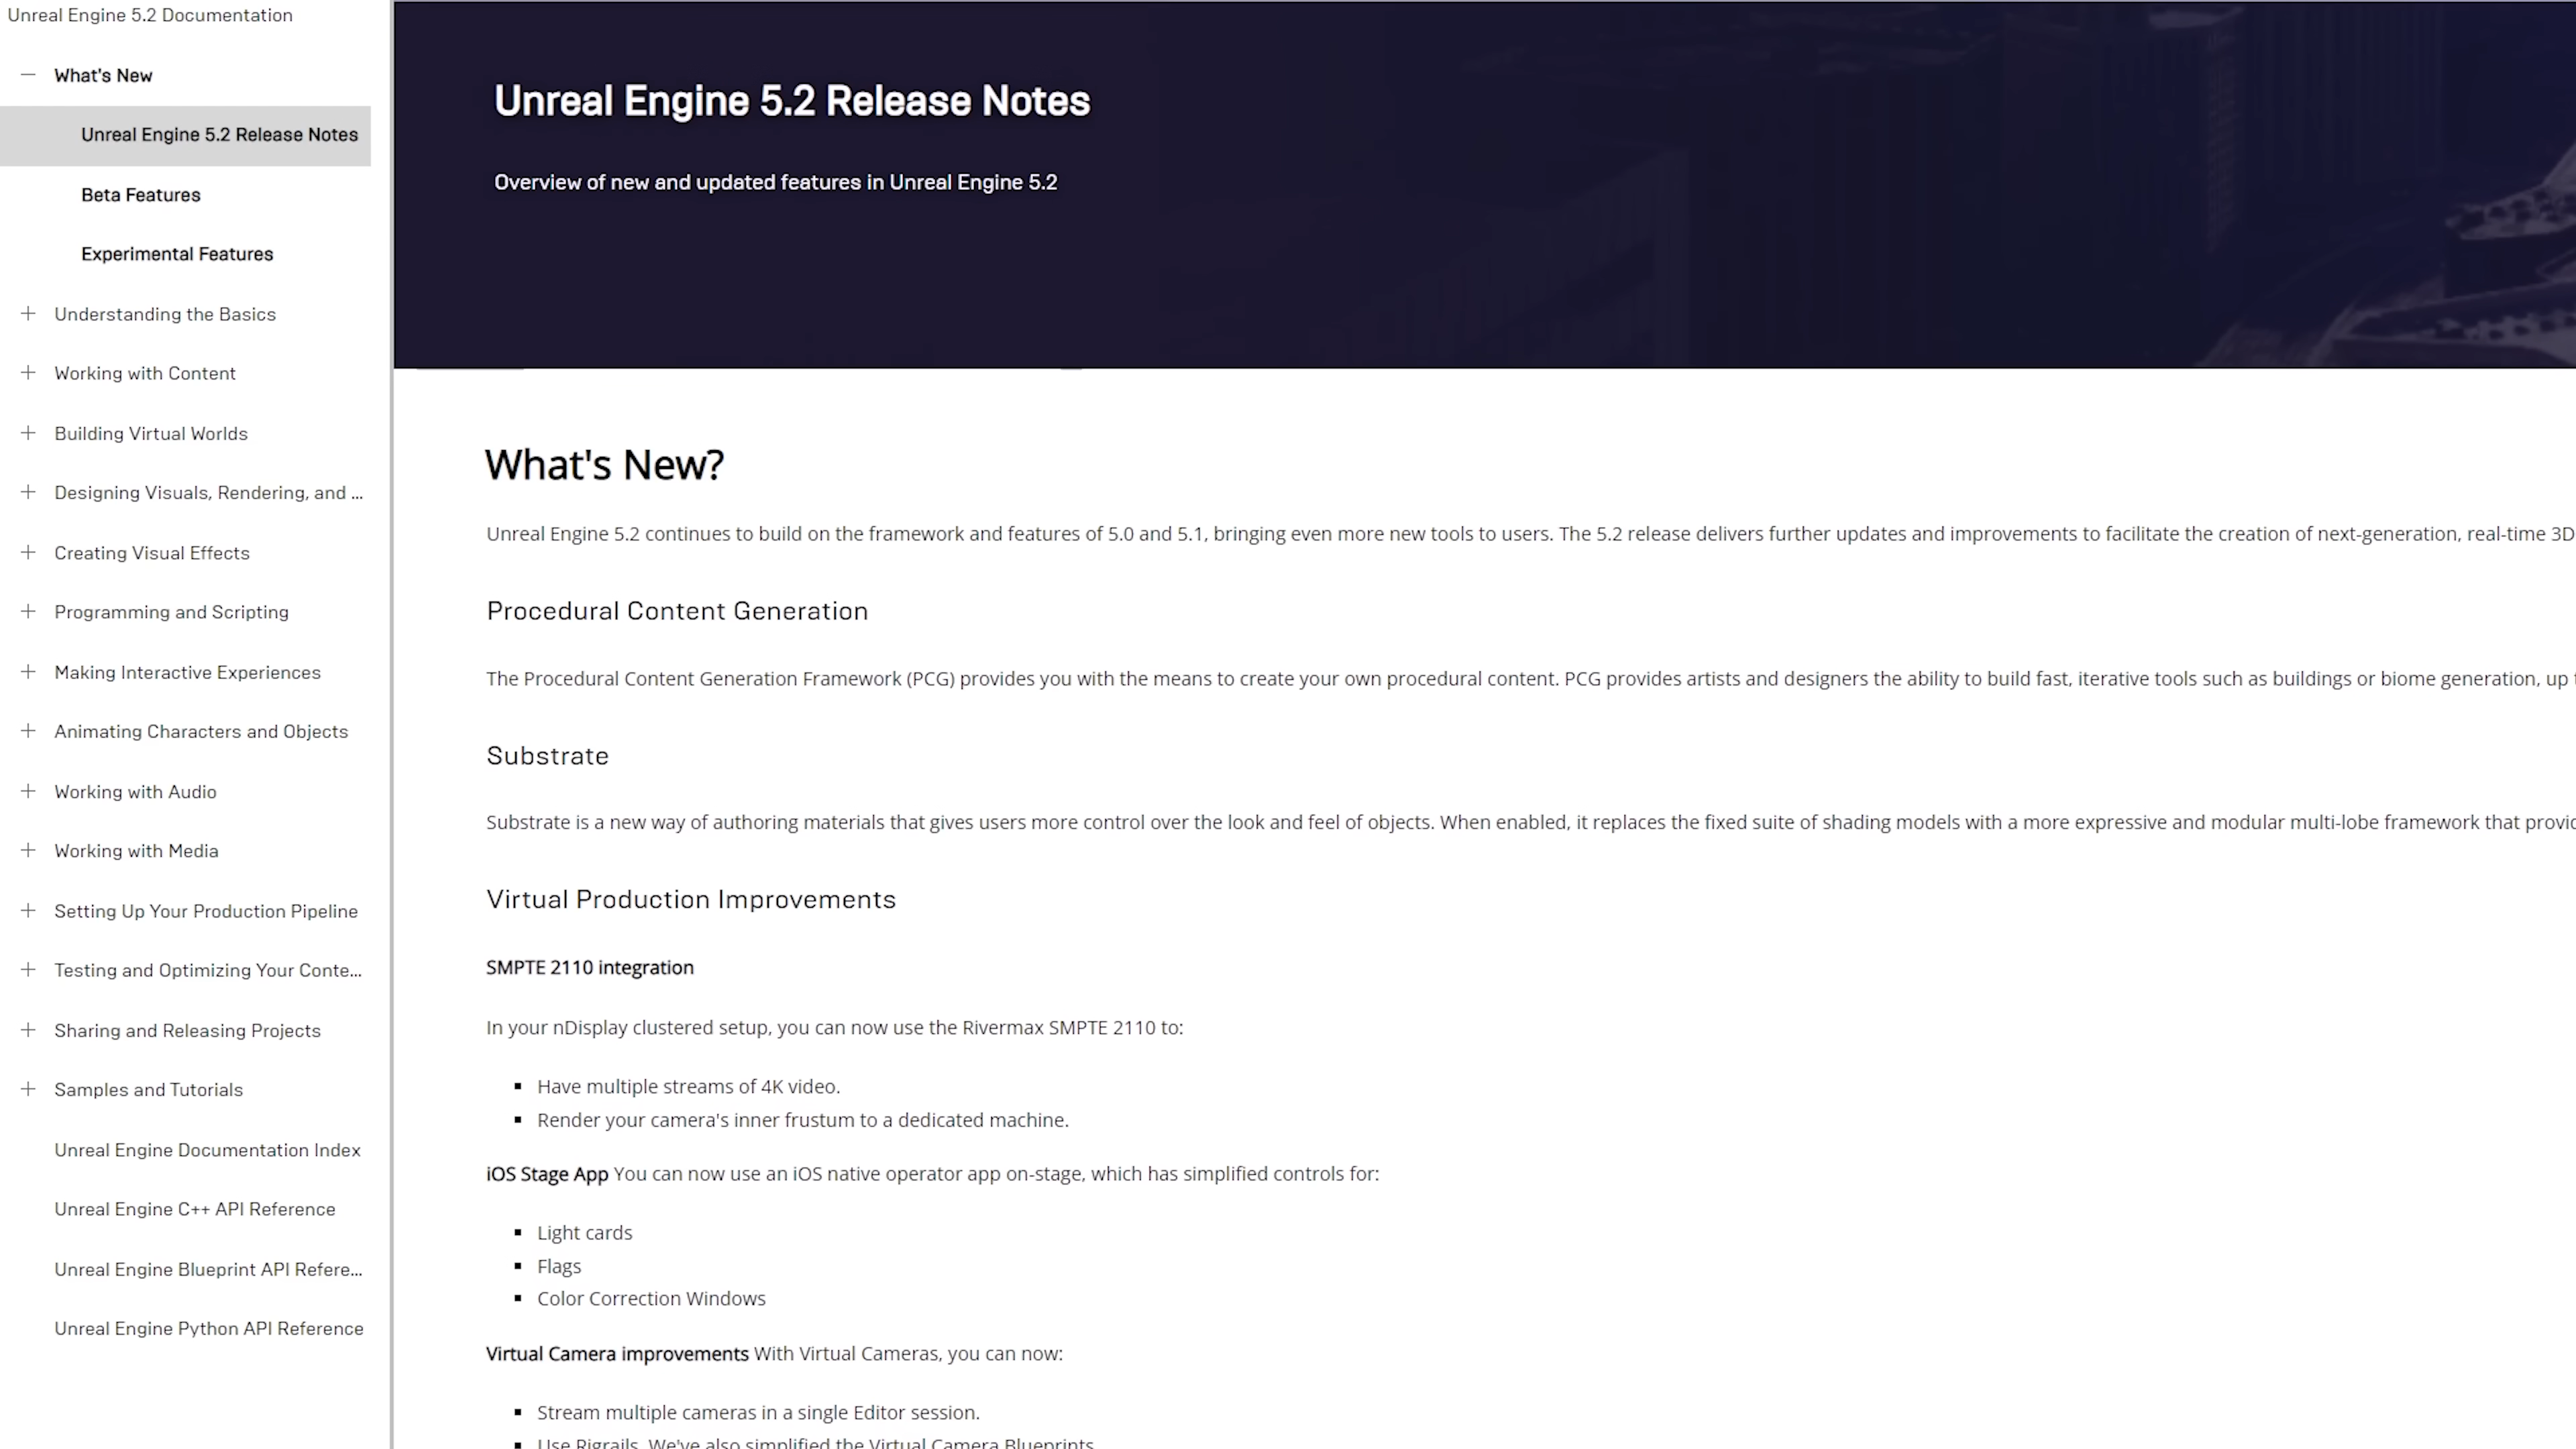 Unreal Engine 5.2 Documentation
What's New
Unreal Engine 5.2 Release Notes
Beta Features
Experimental Features
Understanding the Basics
Working with Content
Building Virtual Worlds
Designing Visuals, Rendering, and ...
Creating Visual Effects
Programming and Scripting
Making Interactive Experiences
Animating Characters and Objects
Working with Audio
Working with Media
Setting Up Your Production Pipeline
Testing and Optimizing Your Conte...
Sharing and Releasing Projects
Samples and Tutorials
Unreal Engine Documentation Index
Unreal Engine C++ API Reference
Unreal Engine Blueprint API Refere...
Unreal Engine Python API Reference
Unreal Engine 5.2 Release Notes
Overview of new and updated features in Unreal Engine 5.2
What's New?
Unreal Engine 5.2 continues to build on the framework and features of 5.0 and 5.1, bringing even more new tools to users. The 5.2 release delivers further updates and improvements to facilitate the creation of next-generation, real-time 3D
Procedural Content Generation
The Procedural Content Generation Framework (PCG) provides you with the means to create your own procedural content. PCG provides artists and designers the ability to build fast, iterative tools such as buildings or biome generation, up
Substrate
Substrate is a new way of authoring materials that gives users more control over the look and feel of objects. When enabled, it replaces the fixed suite of shading models with a more expressive and modular multi-lobe framework that
Virtual Production Improvements
SMPTE 2110 integration
In your nDisplay clustered setup, you can now use the Rivermax SMPTE 2110 to:
Have multiple streams of 4K video.
Render your camera's inner frustum to a dedicated machine.
iOS Stage App You can now use an iOS native operator app on-stage, which has simplified controls for:
Light cards
Flags
Color Correction Windows
Virtual Camera improvements With Virtual Cameras, you can now:
Stream multiple cameras in a single Editor session.
Use Rigrails. We've also simplified the Virtual Camera Blueprints